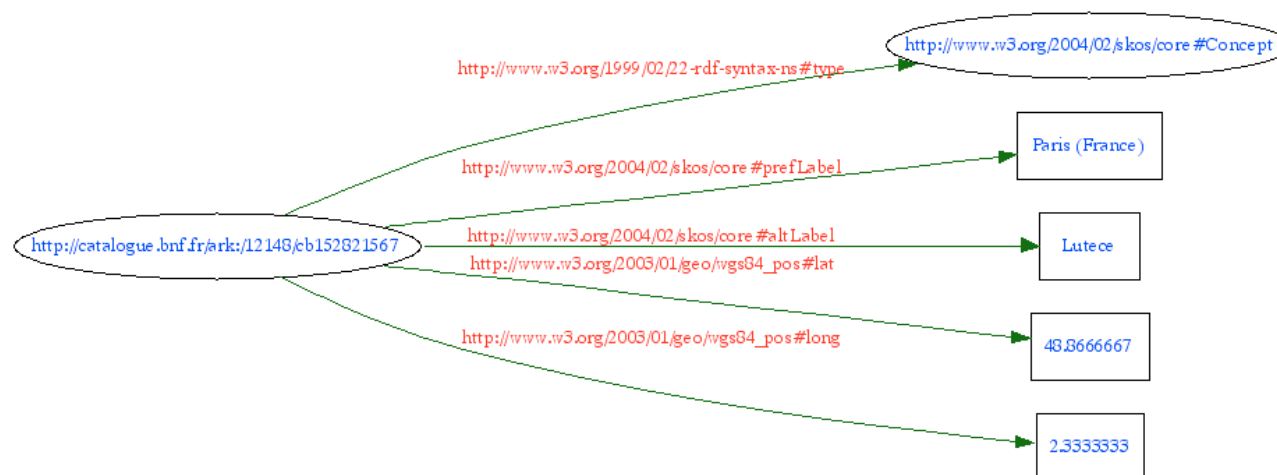 http://www.w3.org/2004/02/skos/core#Concept
http://www.w3.org/1999/02/22-rdf-syntax-ns#type
Paris (France)
http://www.w3.org/2004/02/skos/core#prefLabel
http://catalogue.bnf.fr/ark:/12148/cb152821567
http://www.w3.org/2004/02/skos/core#altLabel
Lutece
http://www.w3.org/2003/01/geo/wgs84_pos#lat
48.8666667
http://www.w3.org/2003/01/geo/wgs84_pos#long
2.3333333